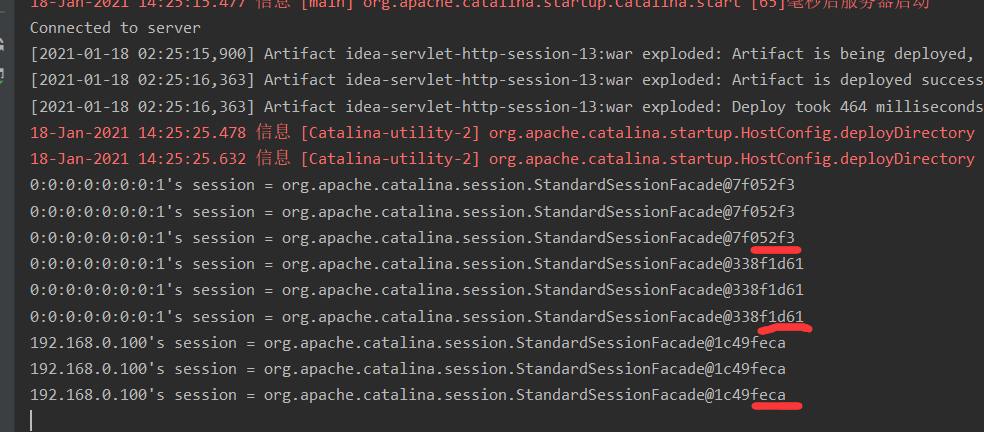 18-Jan-2021 14:25:15.477 信息 [main] org.apache.catalina.startup.Catalina.start [65]毫秒后服务器启动
Connected to server
[2021-01-18 02:25:15,900] Artifact idea-servlet-http-session-13:war exploded: Artifact is being deployed,
[2021-01-18 02:25:16,363] Artifact idea-servlet-http-session-13:war exploded: Artifact is deployed success
[2021-01-18 02:25:16,363] Artifact idea-servlet-http-session-13:war exploded: Deploy took 464 milliseconds
18-Jan-2021 14:25:25.478 信息 [Catalina-utility-2] org.apache.catalina.startup.HostConfig.deployDirectory
18-Jan-2021 14:25:25.632 信息 [Catalina-utility-2] org.apache.catalina.startup.HostConfig.deployDirectory
0:0:0:0:0:0:0:1's session = org.apache.catalina.session.StandardSessionFacade@7f052f3
0:0:0:0:0:0:0:1's session = org.apache.catalina.session.StandardSessionFacade@7f052f3
0:0:0:0:0:0:0:1's session = org.apache.catalina.session.StandardSessionFacade@7f052f3
0:0:0:0:0:0:0:1's session = org.apache.catalina.session.StandardSessionFacade@338f1d61
0:0:0:0:0:0:0:1's session = org.apache.catalina.session.StandardSessionFacade@338f1d61
0:0:0:0:0:0:0:1's session = org.apache.catalina.session.StandardSessionFacade@338f1d61
192.168.0.100's session = org.apache.catalina.session.StandardSessionFacade@1c49feca
192.168.0.100's session = org.apache.catalina.session.StandardSessionFacade@1c49feca
192.168.0.100's session = org.apache.catalina.session.StandardSessionFacade@1c49feca